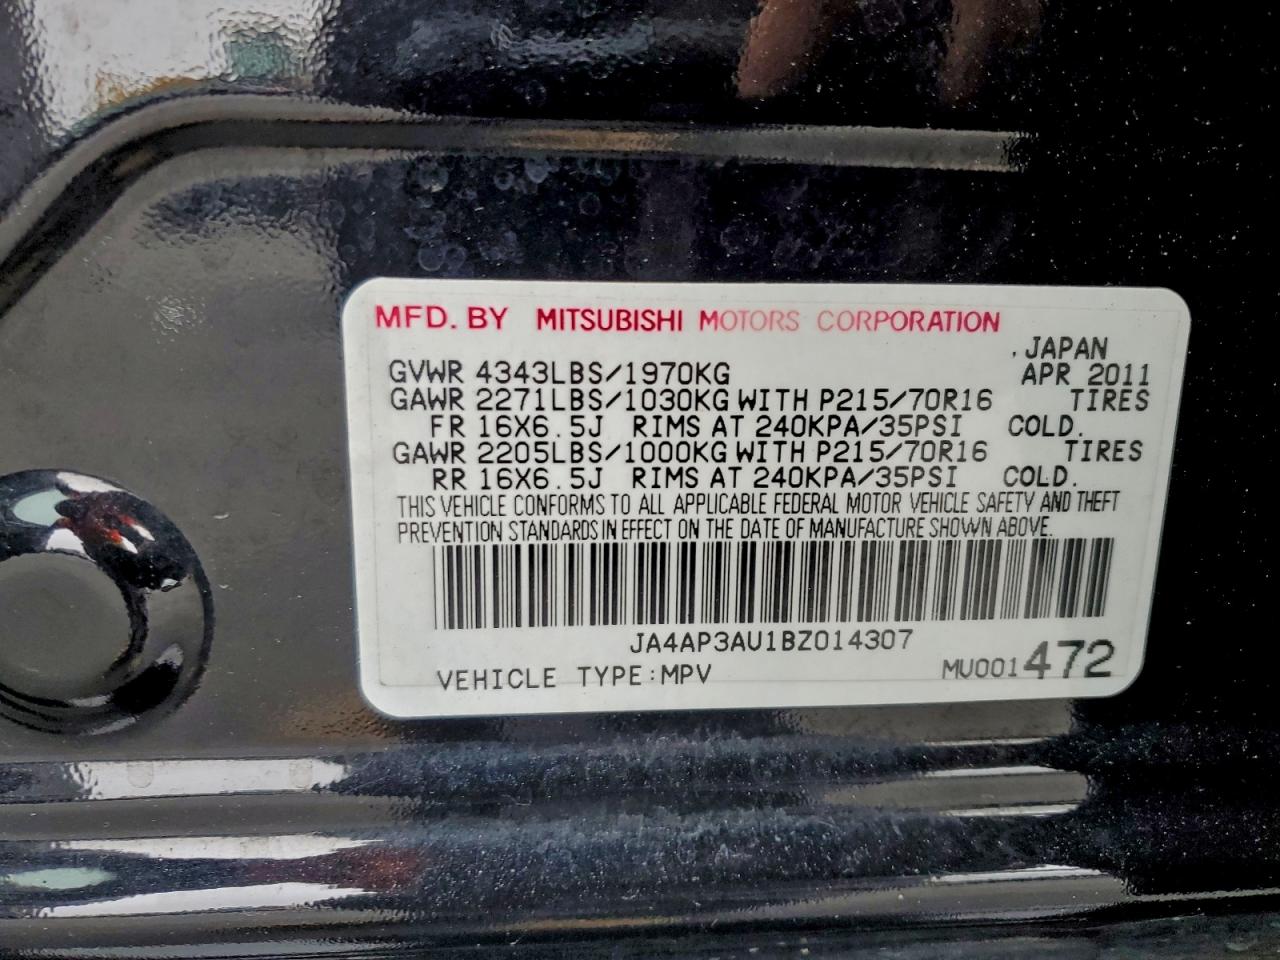 MFD. BY MITSUBISHI MOTORS CORPORATION
JAPAN
GVWR 4343LBS/1970KG APR 2011
GAWR 2271LBS/1030KG WITH P215/70R16 TIRES
FR 16X6.5J RIMS AT 240KPA/35PSI COLD.
GAWR 2205LBS/1000KG WITH P215/70R16 TIRES
RR 16X6.5J RIMS AT 240KPA/35PSI COLD.
THIS VEHICLE CONFORMS TO ALL APPLICABLE FEDERAL MOTOR VEHICLE SAFETY AND THEFT
PREVENTION STANDARDS IN EFFECT ON THE DATE OF MANUFACTURE SHOWN ABOVE.
JA4AP3AU1BZ014307
VEHICLE TYPE:MPV MU001472